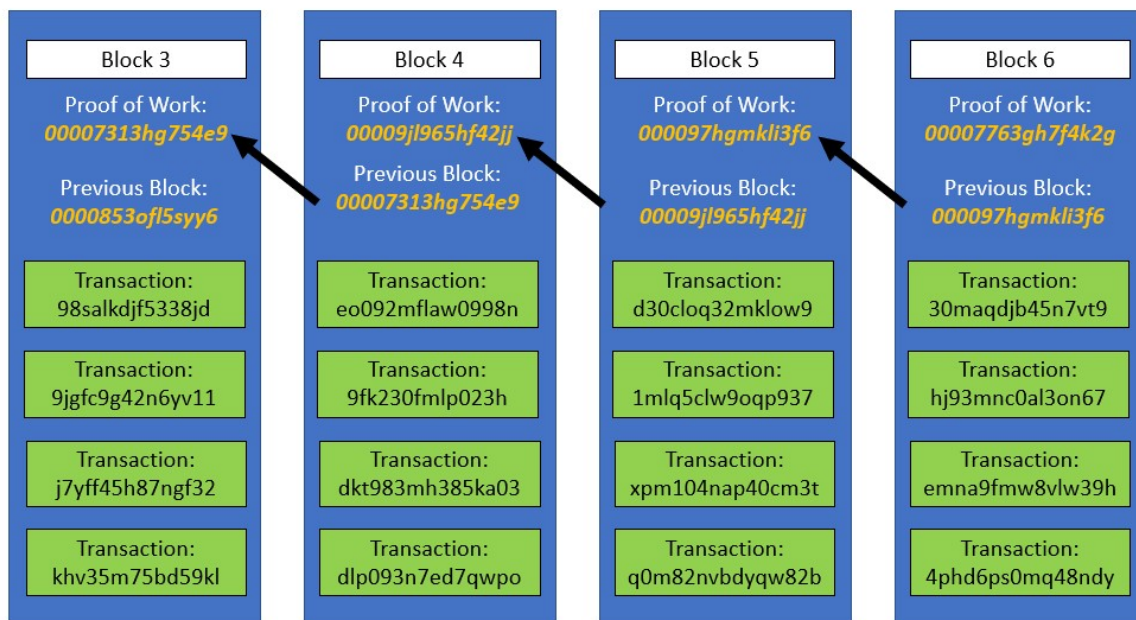 Block 3
Proof of Work:
00007313hg754e9
Previous Block:
0000853ofl5syy6
Transaction:
98salkdjf5338jd
Transaction:
9jgfc9g42n6yv11
Transaction:
j7yff45h87ngf32
Transaction:
khv35m75bd59kl
Block 4
Proof of Work:
00009jl965hf42jj
Previous Block:
00007313hg754e9
Transaction:
eo092mflaw0998n
Transaction:
9fk230fmlp023h
Transaction:
dkt983mh385ka03
Transaction:
dlp093n7ed7qwpo
Block 5
Proof of Work:
000097hgmkli3f6
Previous Block:
00009jl965hf42jj
Transaction:
d30cloq32mklow9
Transaction:
1mlq5clw9oqp937
Transaction:
xpm104nap40cm3t
Transaction:
q0m82nvbdyqw82b
Block 6
Proof of Work:
00007763gh7f4k2g
Previous Block:
000097hgmkli3f6
Transaction:
30maqdjb45n7vt9
Transaction:
hj93mnc0al3on67
Transaction:
emna9fmw8vlw39h
Transaction:
4phd6ps0mq48ndy